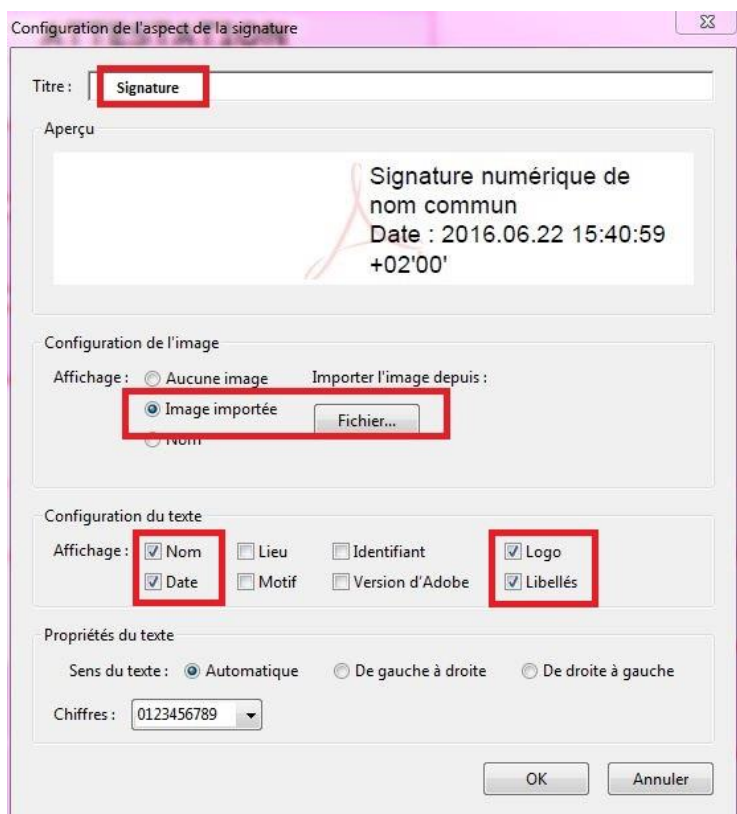 Configuration de l'aspect de la signature
Titre : Signature
Aperçu
Signature numérique de
nom commun
Date : 2016.06.22 15:40:59
+02'00'
Configuration de l'image
Affichage : Aucune image Importer l'image depuis :
Image importée Fichier...
Nom
Configuration du texte
Affichage : Nom Lieu Identifiant Logo
Date Motif Version d'Adobe Libellés
Propriétés du texte
Sens du texte : Automatique De gauche à droite De droite à gauche
Chiffres : 0123456789
OK Annuler